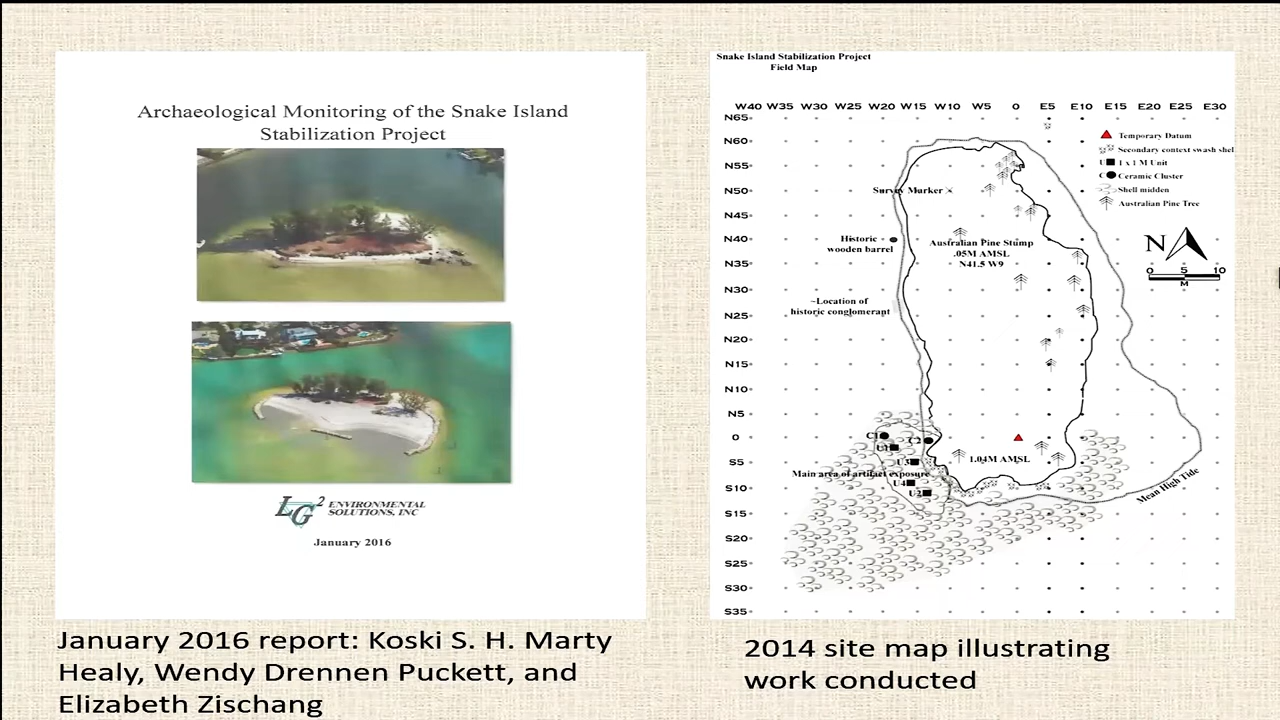 Archaeological Monitoring of the Snake Island
Stabilization Project
LG2 ENVIRONMENTAL
SOLUTIONS, INC
January 2016
January 2016 report: Koski S. H. Marty
Healy, Wendy Drennen Puckett, and
Elizabeth Zischang
Snake Island Stabilization Project
Field Map
W40 W35 W30 W25 W20 W15 W10 W5 0 E5 E10 E15 E20 E25 E30
N65
N60
N55
N50
N45
N40
N35
N30
N25
N20
N15
N10
N5
0
S5
S10
S15
S20
S25
S30
S35
Temporary Datum
Secondary context swash shel
U 1 x 1 M Unit
C Ceramic Cluster
Shell midden
Australian Pine Tree
N
0 5 10
M
Survey Marker
Historic
wooden barrel
Australian Pine Stump
.05M AMSL
N41.5 W9
~Location of
historic conglomerant
C1
C2
1.04M AMSL
Main area of artifact exposure
U4
U2
Mean High Tide
2014 site map illustrating
work conducted